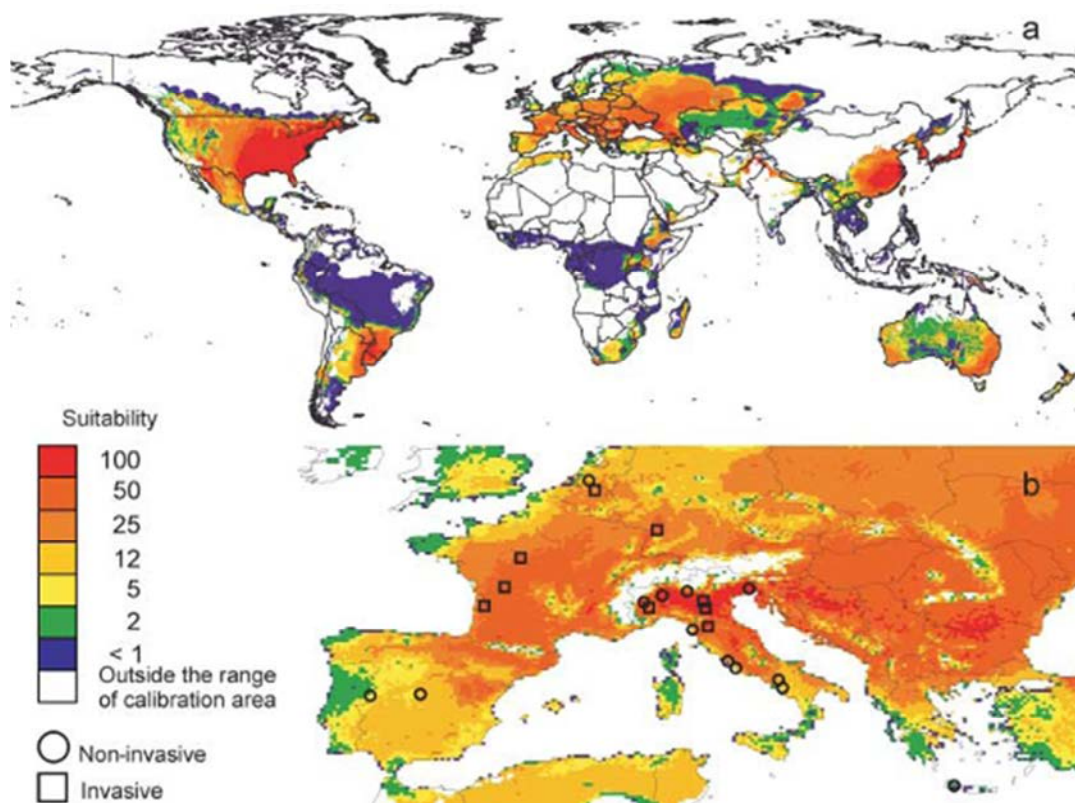 a
Suitability
100
50
25
12
5
2
< 1
Outside the range
of calibration area
Non-invasive
Invasive
b